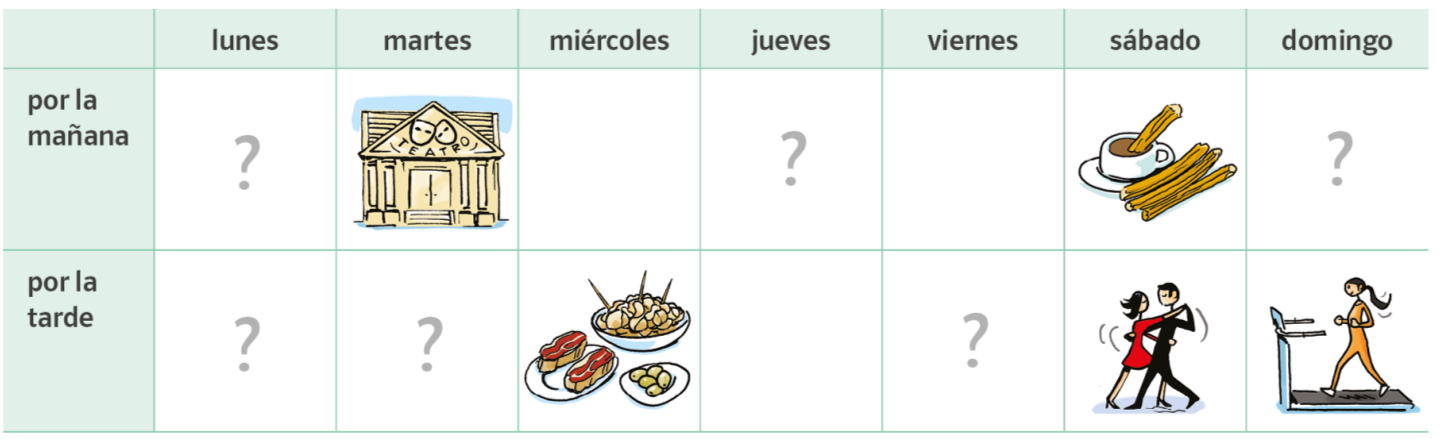 lunes martes miércoles jueves viernes sábado domingo
por la
mañana
? ? ?
TEATRO
por la
tarde
? ? ?